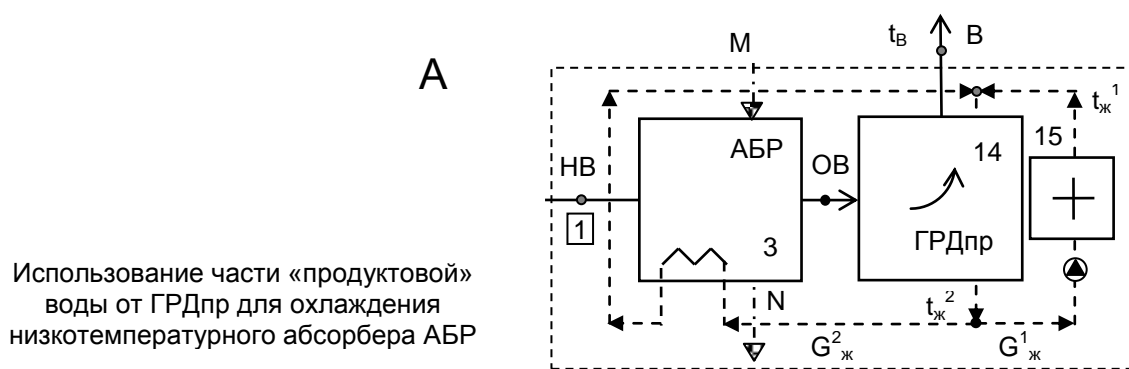 А
Использование части «продуктовой»
воды от ГРДпр для охлаждения
низкотемпературного абсорбера АБР
t_В В
М
t_ж^1
АБР
15
14
НВ
ОВ
1
ГРДпр
3
N
t_ж^2
G^2_ж
G^1_ж